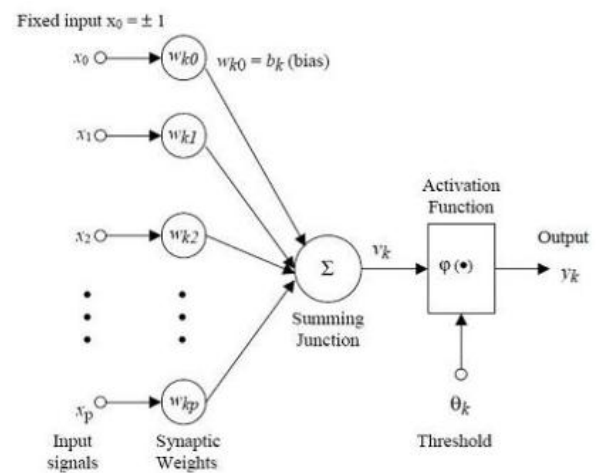 Fixed input x₀ = ± 1
x₀ wₖ₀ wₖ₀ = bₖ (bias)
x₁ wₖ₁
Activation
Function
x₂ wₖ₂
Output
Σ vₖ φ (•) yₖ
Summing
Junction
xₚ wₖₚ θₖ
Input
signals
Synaptic
Weights
Threshold